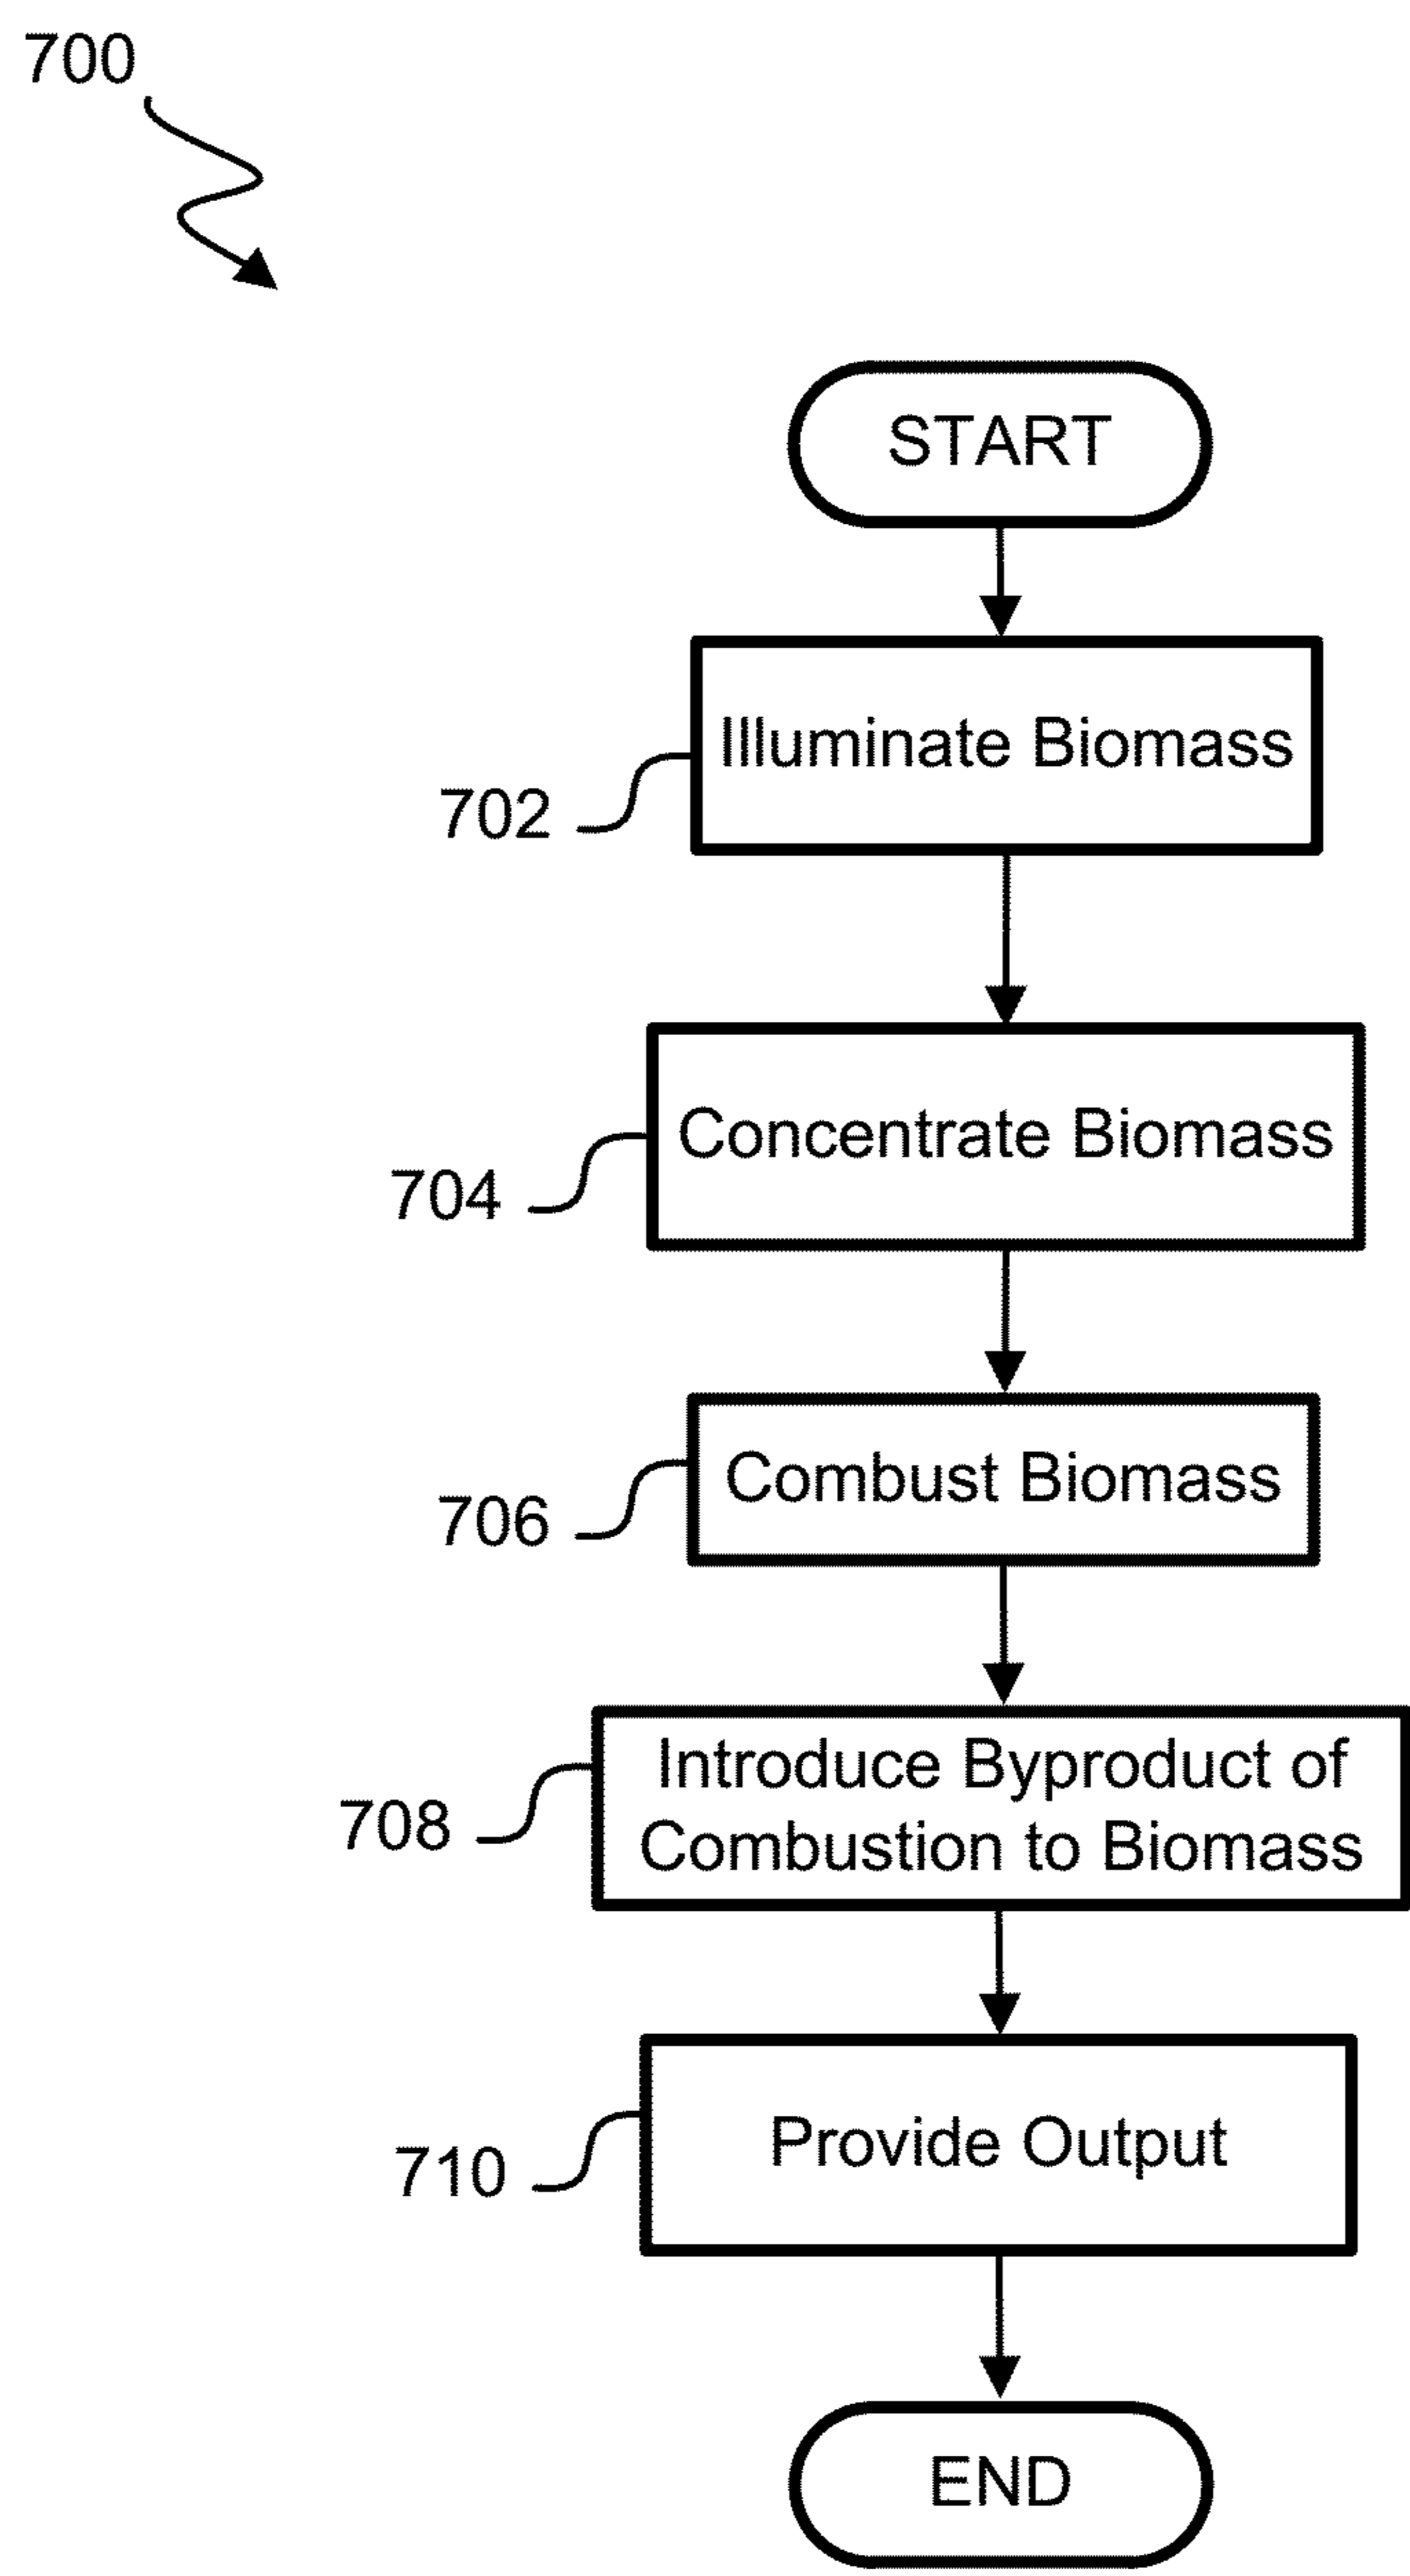 700
START
Illuminate Biomass
702
Concentrate Biomass
704
Combust Biomass
706
Introduce Byproduct of
Combustion to Biomass
708
Provide Output
710
END